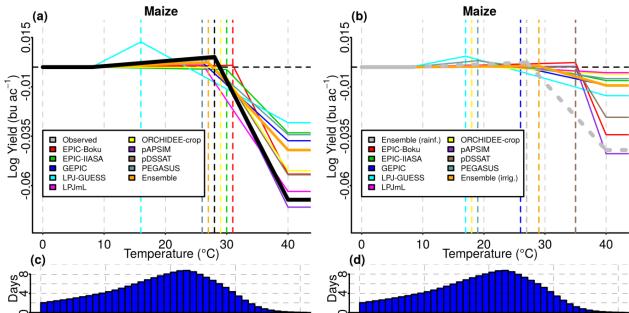 Maize
Maize
(a)
(b)
Log Yield (bu ac⁻¹)
0.015
-0.01
-0.035
-0.06
Observed
EPIC-Boku
EPIC-IIASA
GEPIC
LPJ-GUESS
LPJmL
ORCHIDEE-crop
pAPSIM
pDSSAT
PEGASUS
Ensemble
0
10
20
30
40
Temperature (°C)
Log Yield (bu ac⁻¹)
0.015
-0.01
-0.035
-0.06
Ensemble (rainf.)
EPIC-Boku
EPIC-IIASA
GEPIC
LPJ-GUESS
LPJmL
ORCHIDEE-crop
pAPSIM
pDSSAT
PEGASUS
Ensemble (irrig.)
0
10
20
30
40
Temperature (°C)
(c)
(d)
Days
0 4 8
Days
0 4 8